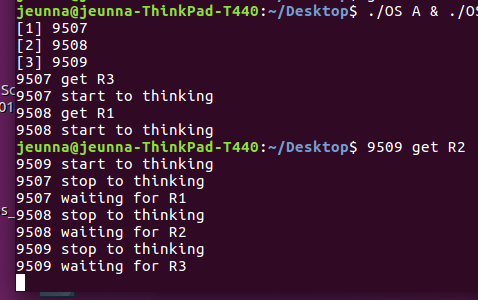 jeunna@jeunna-ThinkPad-T440:~/Desktop$ ./OS A & ./OS
[1] 9507
[2] 9508
[3] 9509
9507 get R3
9507 start to thinking
9508 get R1
9508 start to thinking
jeunna@jeunna-ThinkPad-T440:~/Desktop$ 9509 get R2
9509 start to thinking
9507 stop to thinking
9507 waiting for R1
9508 stop to thinking
9508 waiting for R2
9509 stop to thinking
9509 waiting for R3
Sc
01
s_